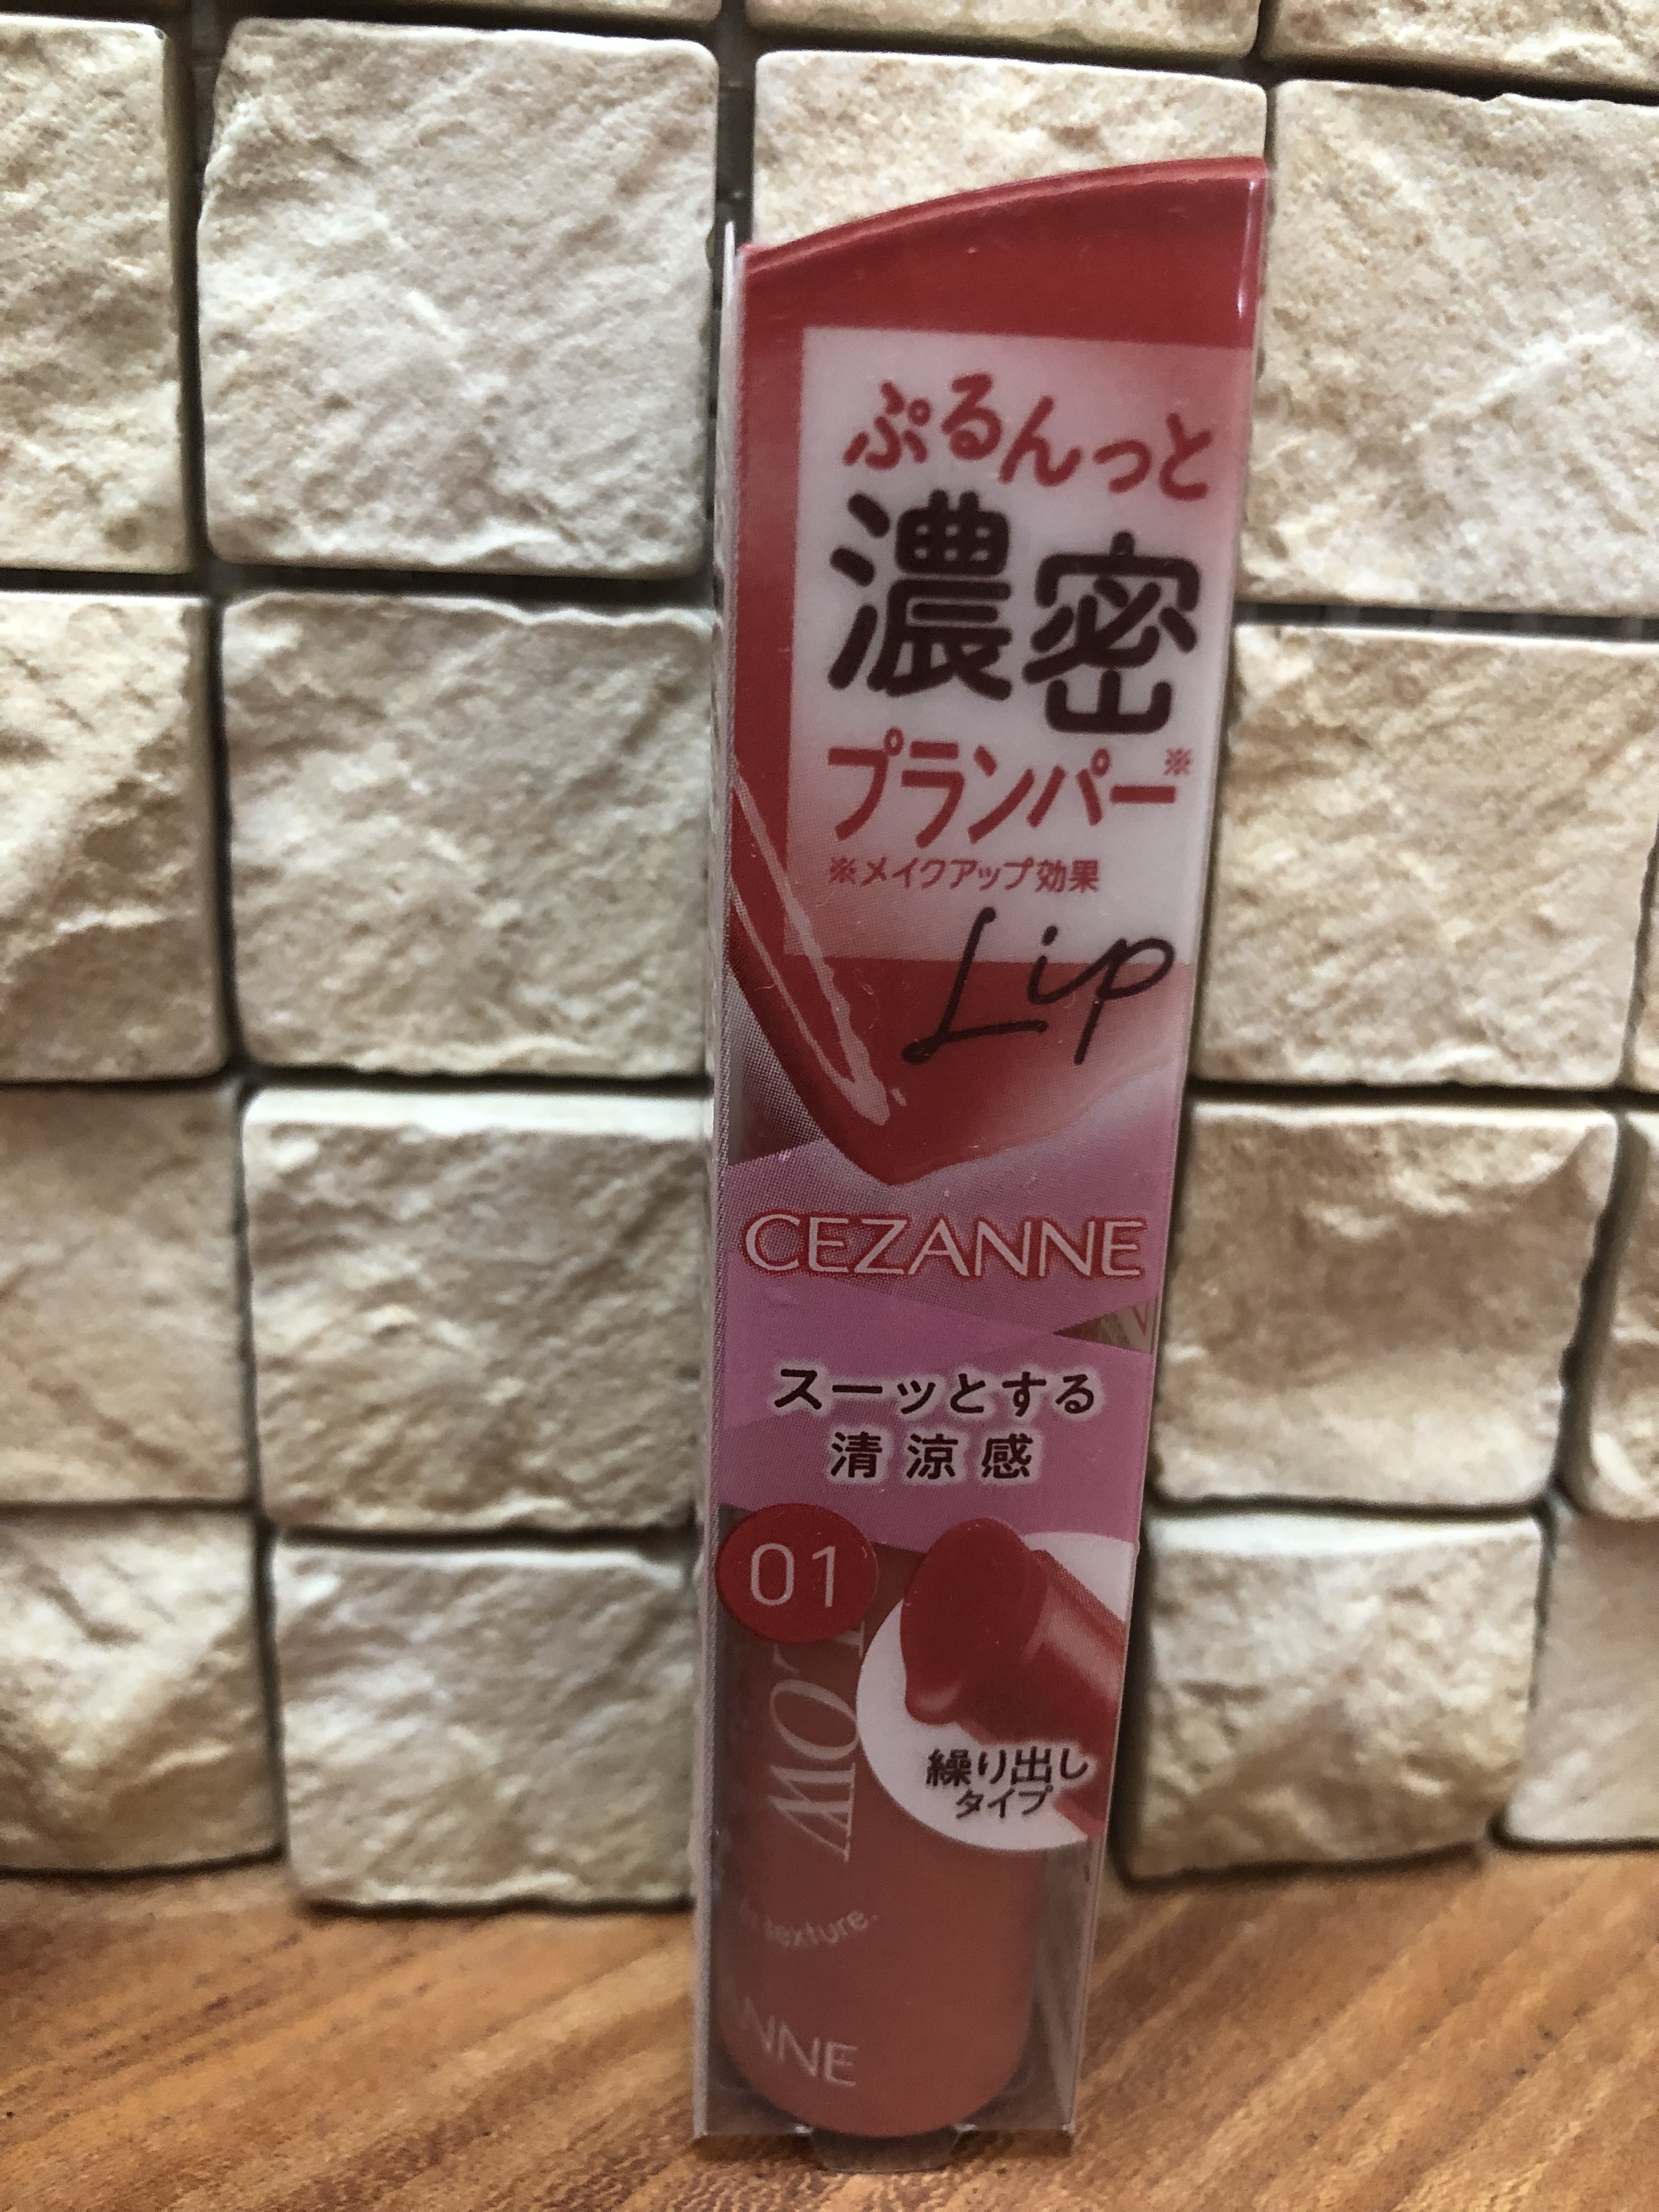 ぷるんっと
濃密
プランパー※
※メイクアップ効果
Lip
CEZANNE
スーッとする
清涼感
01
繰り出し
タイプ
texture.
NNE